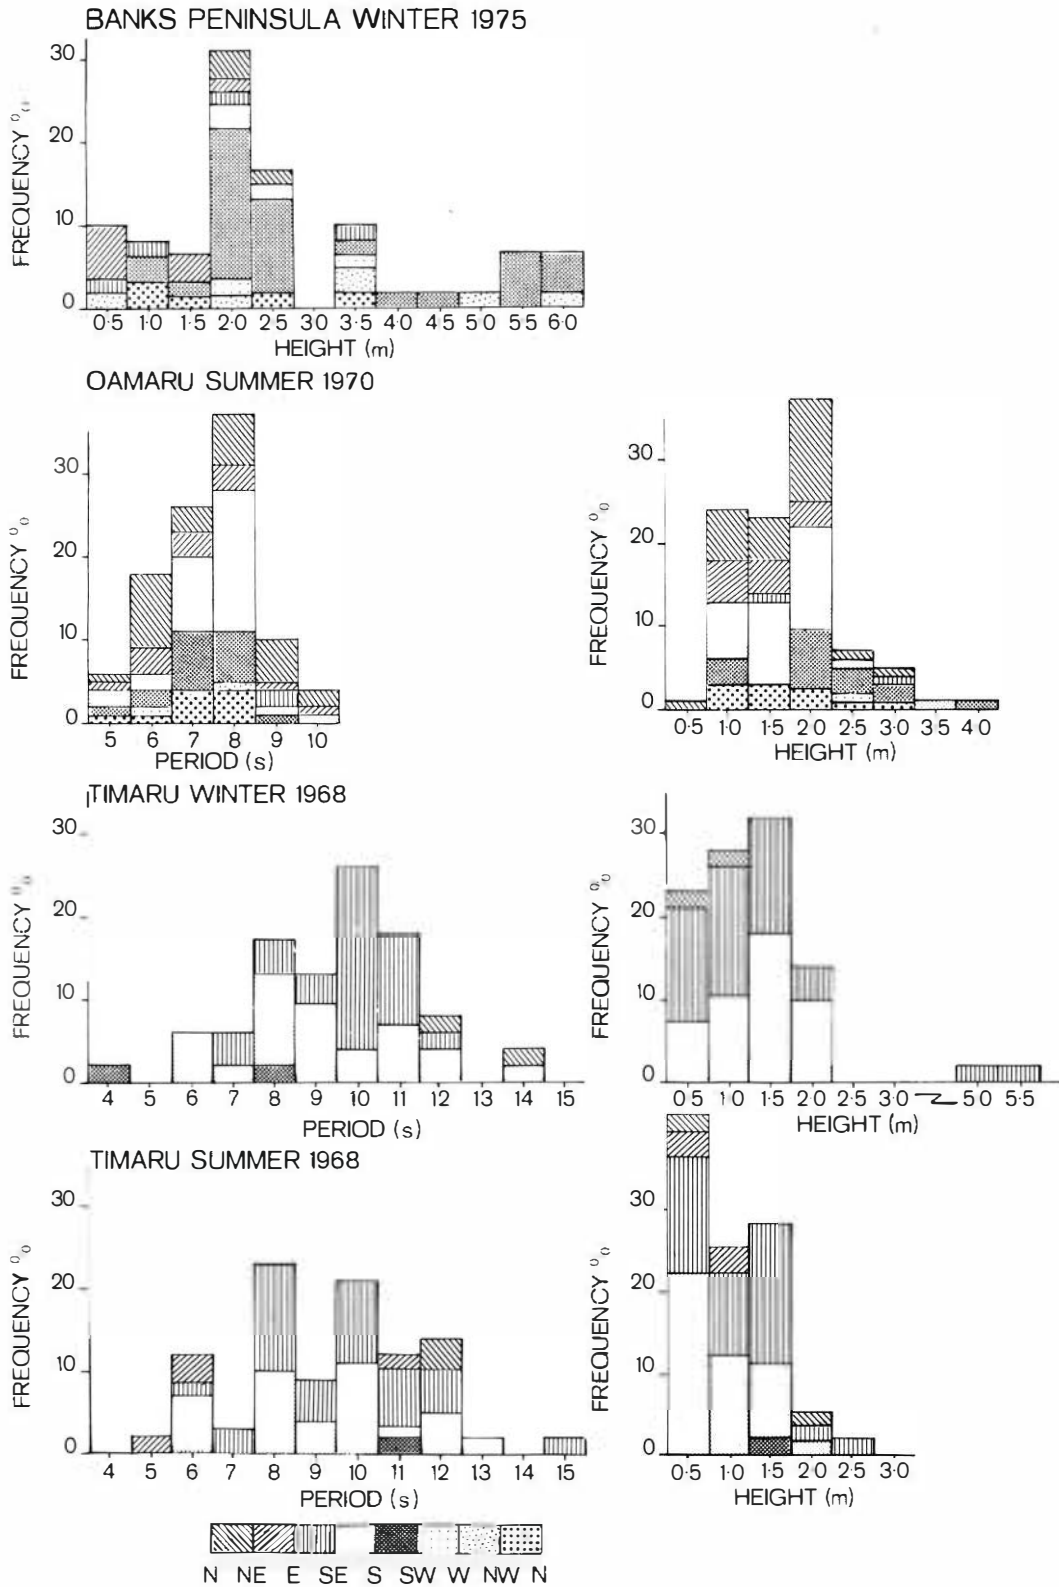 BANKS PENINSULA WINTER 1975
FREQUENCY %
30
20
10
0
0·5 1·0 1·5 2·0 2·5 3·0 3·5 4·0 4·5 5·0 5·5 6·0
HEIGHT (m)
OAMARU SUMMER 1970
FREQUENCY %
30
20
10
0
5 6 7 8 9 10
PERIOD (s)
FREQUENCY %
30
20
10
0
0·5 1·0 1·5 2·0 2·5 3·0 3·5 4·0
HEIGHT (m)
TIMARU WINTER 1968
FREQUENCY %
30
20
10
0
4 5 6 7 8 9 10 11 12 13 14 15
PERIOD (s)
FREQUENCY %
30
20
10
0
0·5 1·0 1·5 2·0 2·5 3·0 5·0 5·5
HEIGHT (m)
TIMARU SUMMER 1968
FREQUENCY %
30
20
10
0
4 5 6 7 8 9 10 11 12 13 14 15
PERIOD (s)
FREQUENCY %
30
20
10
0
0·5 1·0 1·5 2·0 2·5 3·0
HEIGHT (m)
N NE E SE S SW W NW N